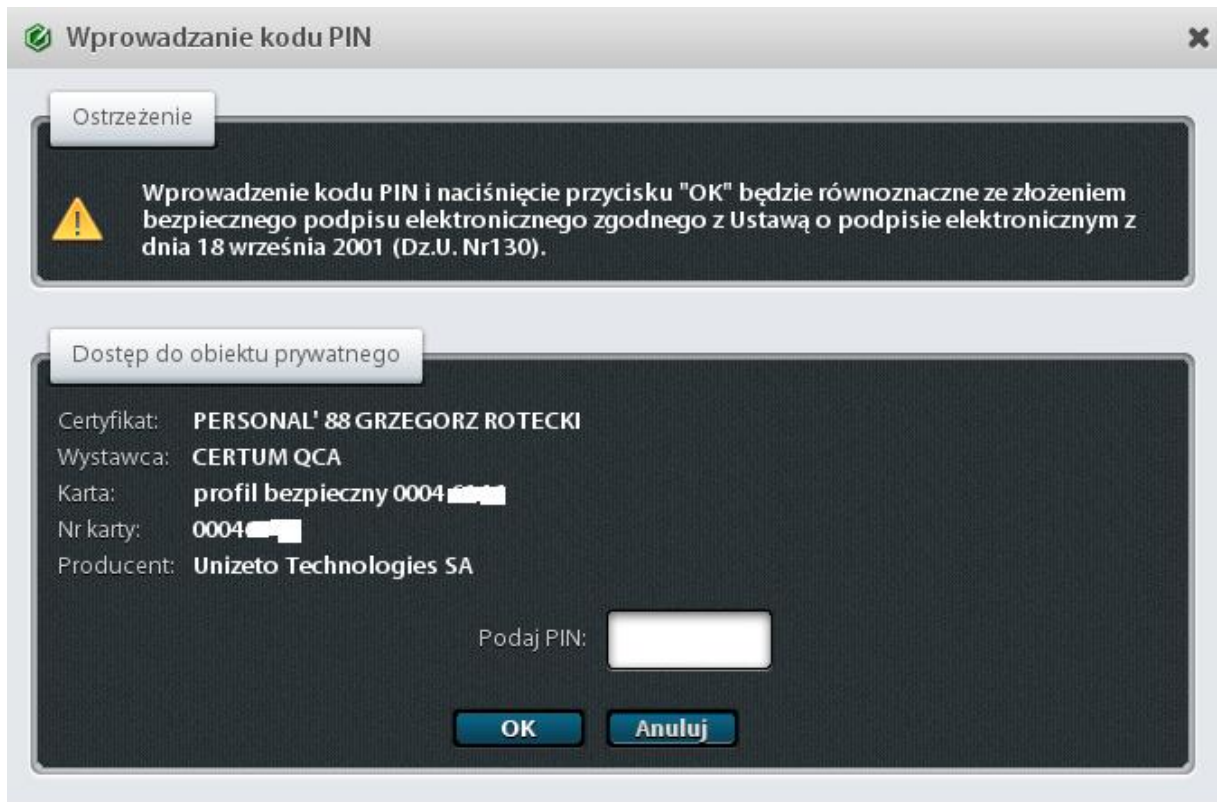 Wprowadzanie kodu PIN
Ostrzeżenie
Wprowadzenie kodu PIN i naciśnięcie przycisku "OK" będzie równoznaczne ze złożeniem
bezpiecznego podpisu elektronicznego zgodnego z Ustawą o podpisie elektronicznym z
dnia 18 września 2001 (Dz.U. Nr130).
Dostęp do obiektu prywatnego
Certyfikat: PERSONAL' 88 GRZEGORZ ROTECKI
Wystawca: CERTUM QCA
Karta: profil bezpieczny 0004
Nr karty: 0004
Producent: Unizeto Technologies SA
Podaj PIN:
OK Anuluj